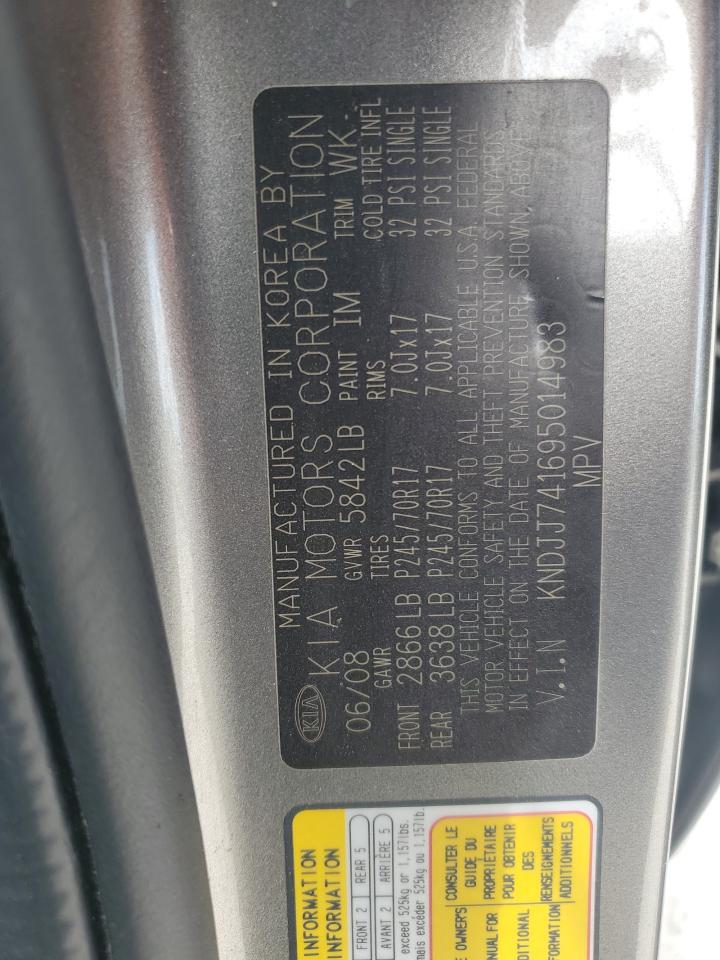 MANUFACTURED IN KOREA BY
KIA KIA MOTORS CORPORATION
06/08 GVWR 5842LB PAINT IM TRIM WK
GAWR TIRES RIMS COLD TIRE INFL
FRONT 2866LB P245/70R17 7.0Jx17 32 PSI SINGLE
REAR 3638LB P245/70R17 7.0Jx17 32 PSI SINGLE
THIS VEHICLE CONFORMS TO ALL APPLICABLE U.S.A. FEDERAL
MOTOR VEHICLE SAFETY AND THEFT PREVENTION STANDARDS
IN EFFECT ON THE DATE OF MANUFACTURE SHOWN ABOVE.
V.I.N KNDJJ741695014983
MPV
INFORMATION
INFORMATION
FRONT 2 REAR 5
AVANT 2 ARRIÈRE 5
exceed 525kg or 1,157lbs.
mais excéder 525kg ou 1,157lb.
OWNER'S
FOR
CONSULTER LE
GUIDE DU
PROPRIÉTAIRE
POUR OBTENIR
DES
RENSEIGNEMENTS
ADDITIONNELS